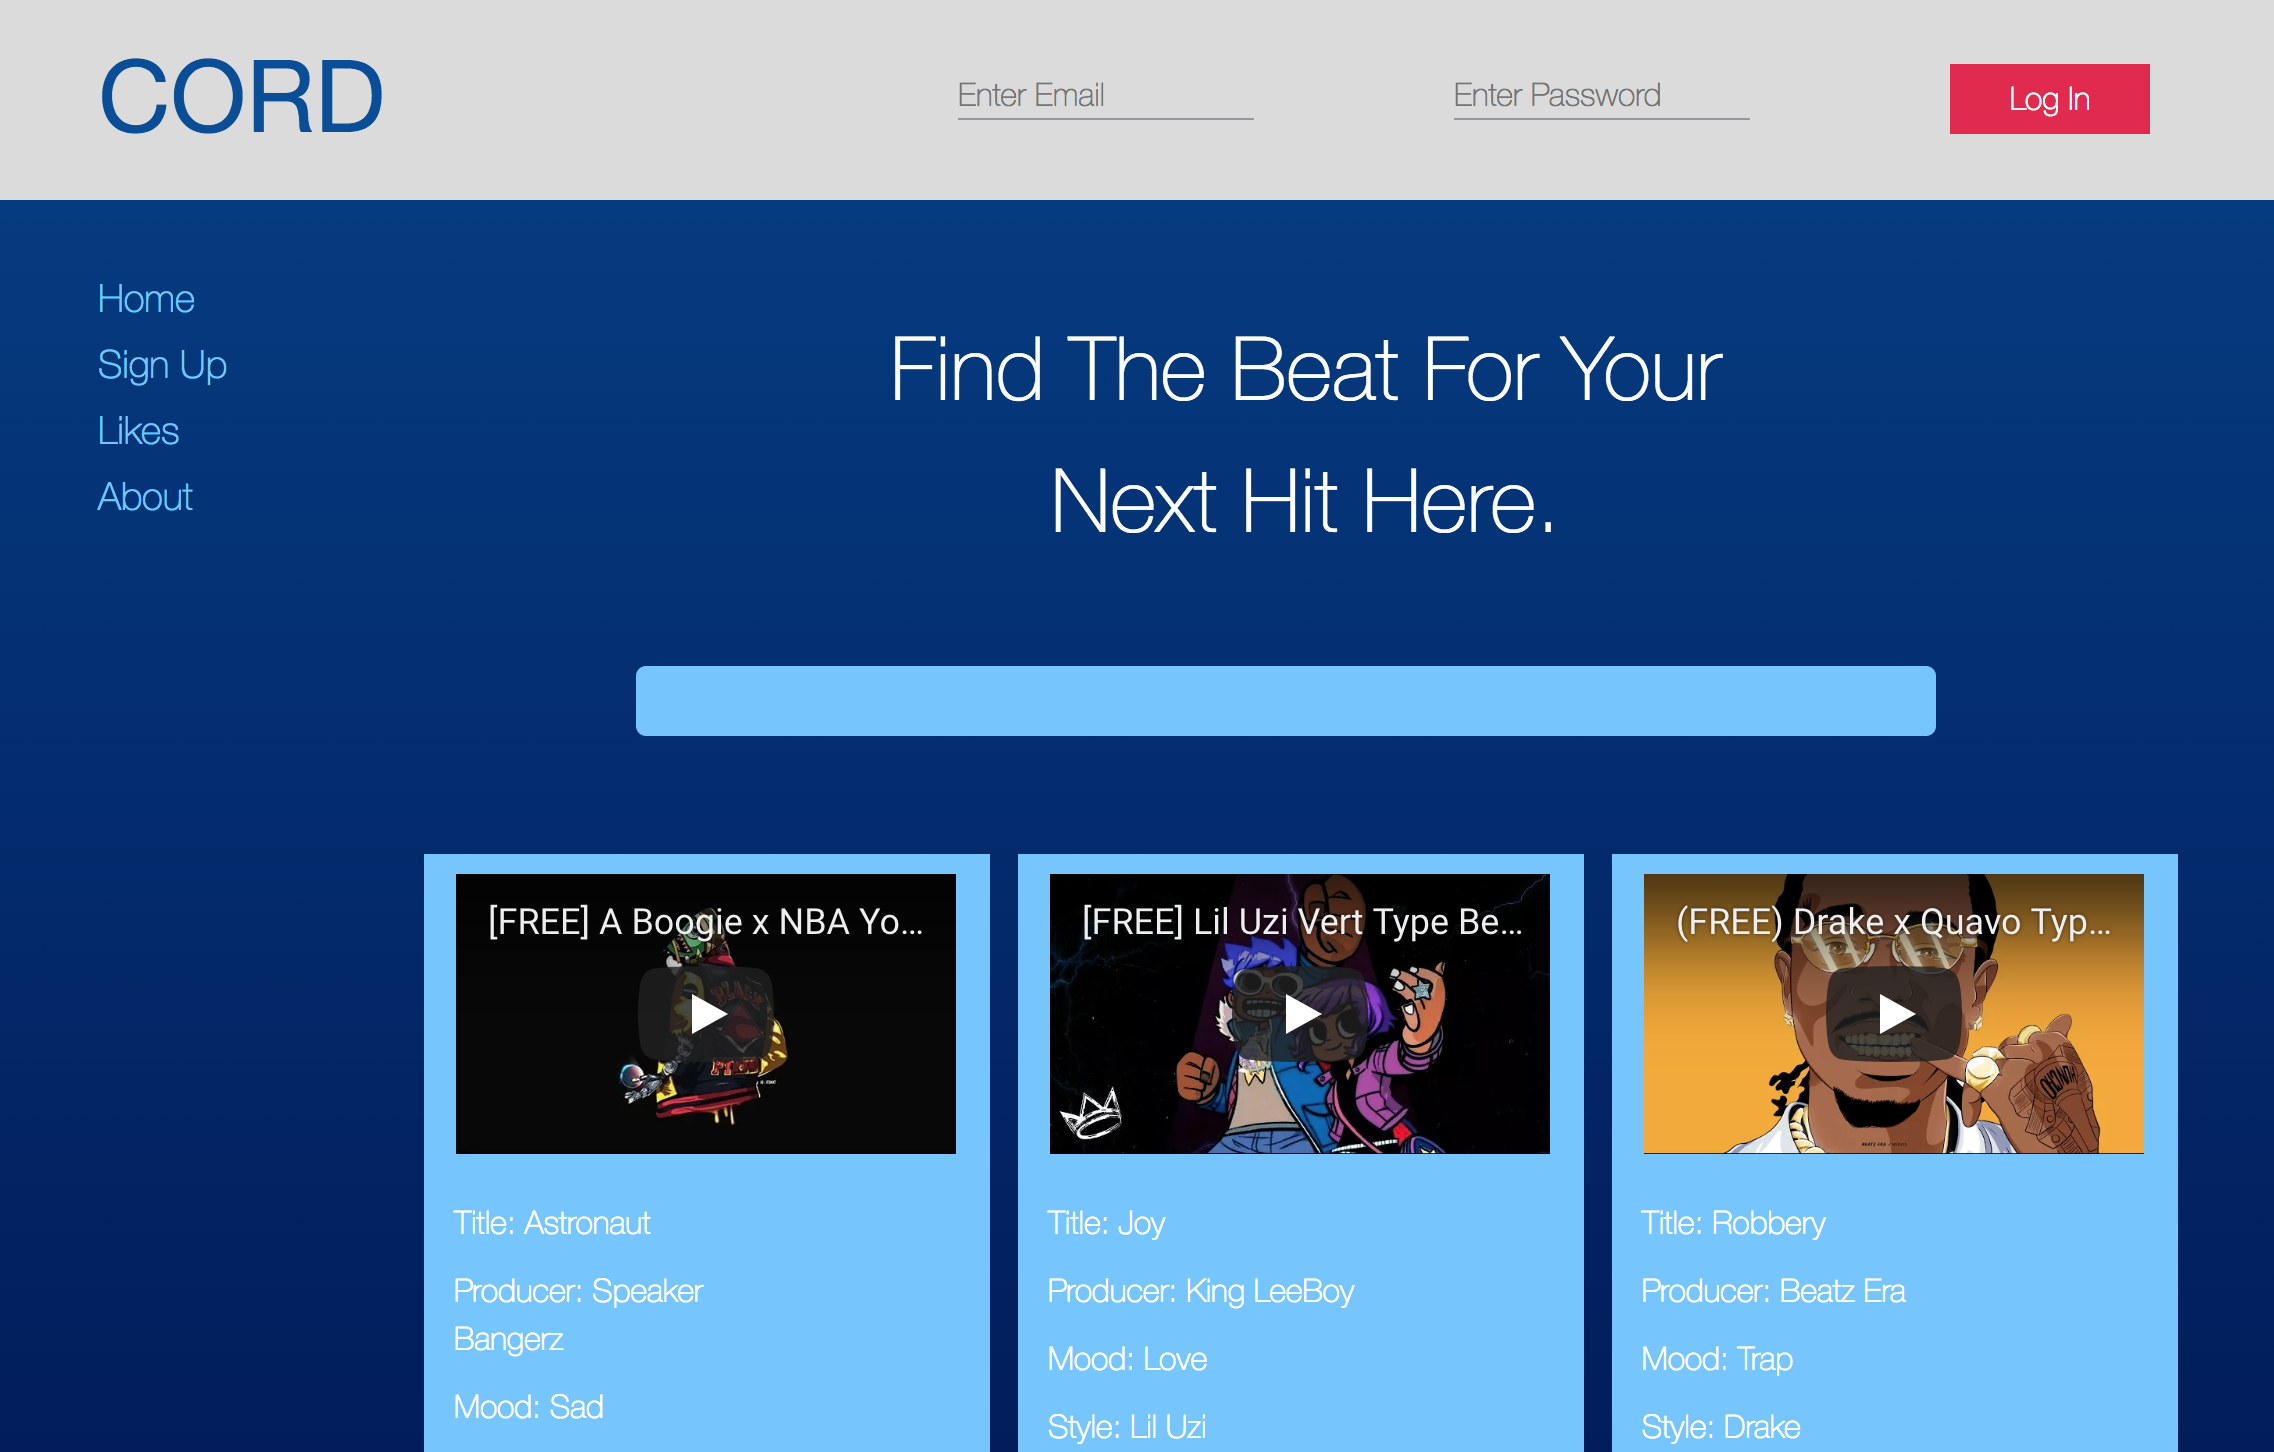 CORD
Enter Email
Enter Password
Log In
Home
Sign Up
Likes
About
Find The Beat For Your
Next Hit Here.
[FREE] A Boogie x NBA Yo...
[FREE] Lil Uzi Vert Type Be...
(FREE) Drake x Quavo Typ...
Title: Astronaut
Producer: Speaker
Bangerz
Mood: Sad
Title: Joy
Producer: King LeeBoy
Mood: Love
Style: Lil Uzi
Title: Robbery
Producer: Beatz Era
Mood: Trap
Style: Drake